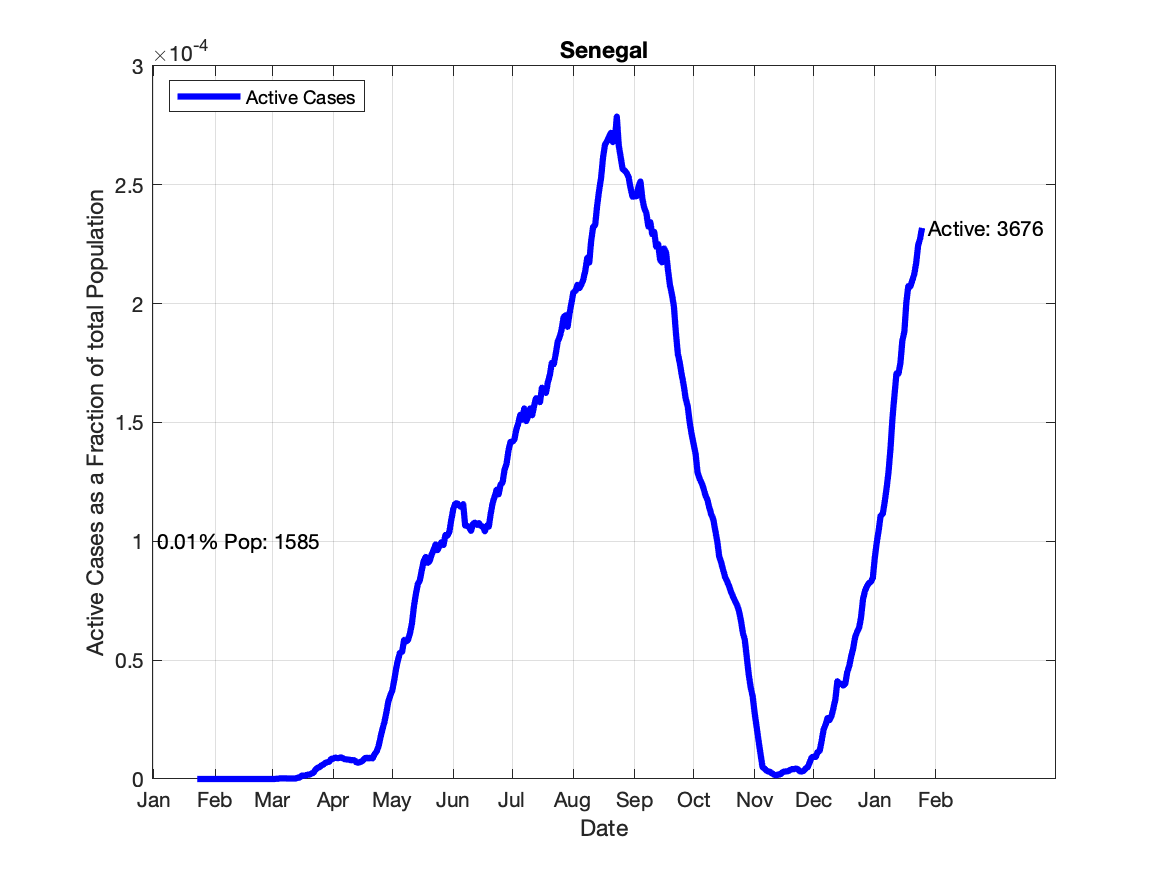 Senegal
×10-4
3
2.5
2
1.5
1
0.5
0
Active Cases
Active: 3676
0.01% Pop: 1585
Active Cases as a Fraction of total Population
Jan Feb Mar Apr May Jun Jul Aug Sep Oct Nov Dec Jan Feb
Date